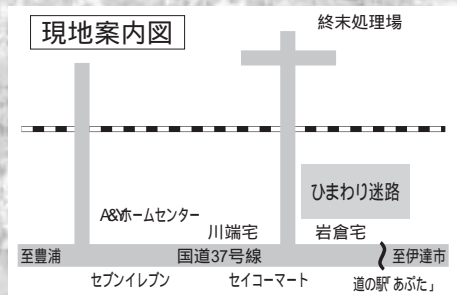 現地案内図
終末処理場
ひまわり迷路
A&Yホームセンター
川端宅
岩倉宅
至豊浦
国道37号線
至伊達市
セブンイレブン
セイコーマート
道の駅「あぷた」